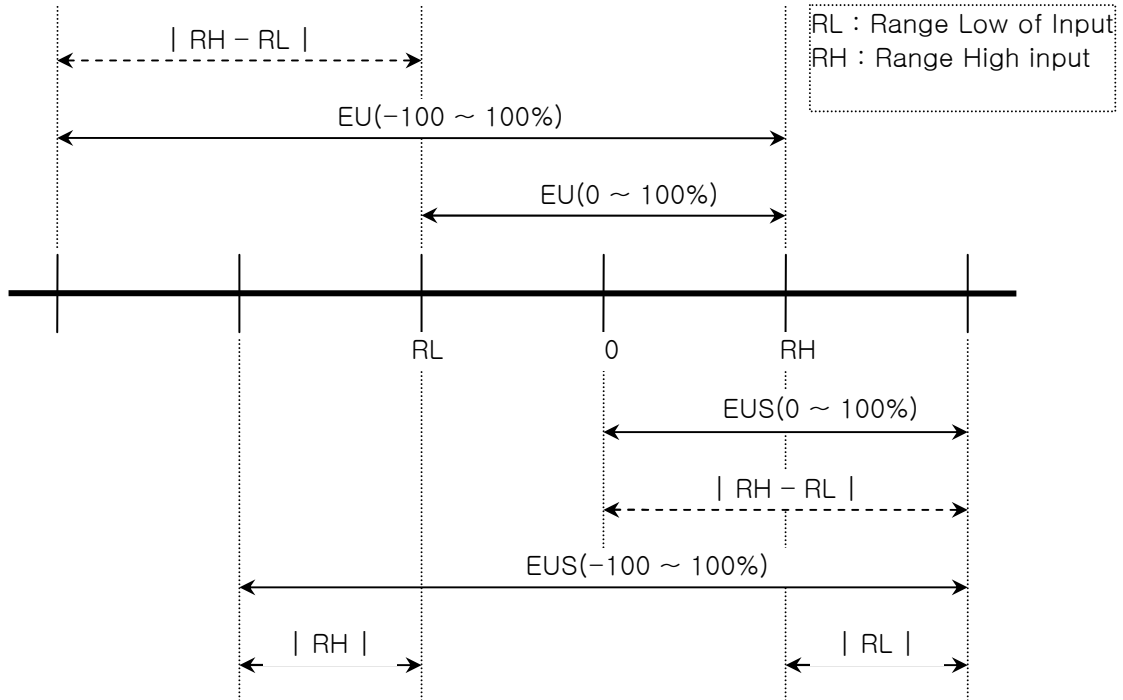 RL : Range Low of Input
RH : Range High input
| RH − RL |
EU(−100 ~ 100%)
EU(0 ~ 100%)
RL 0 RH
EUS(0 ~ 100%)
| RH − RL |
EUS(−100 ~ 100%)
| RH | | RL |